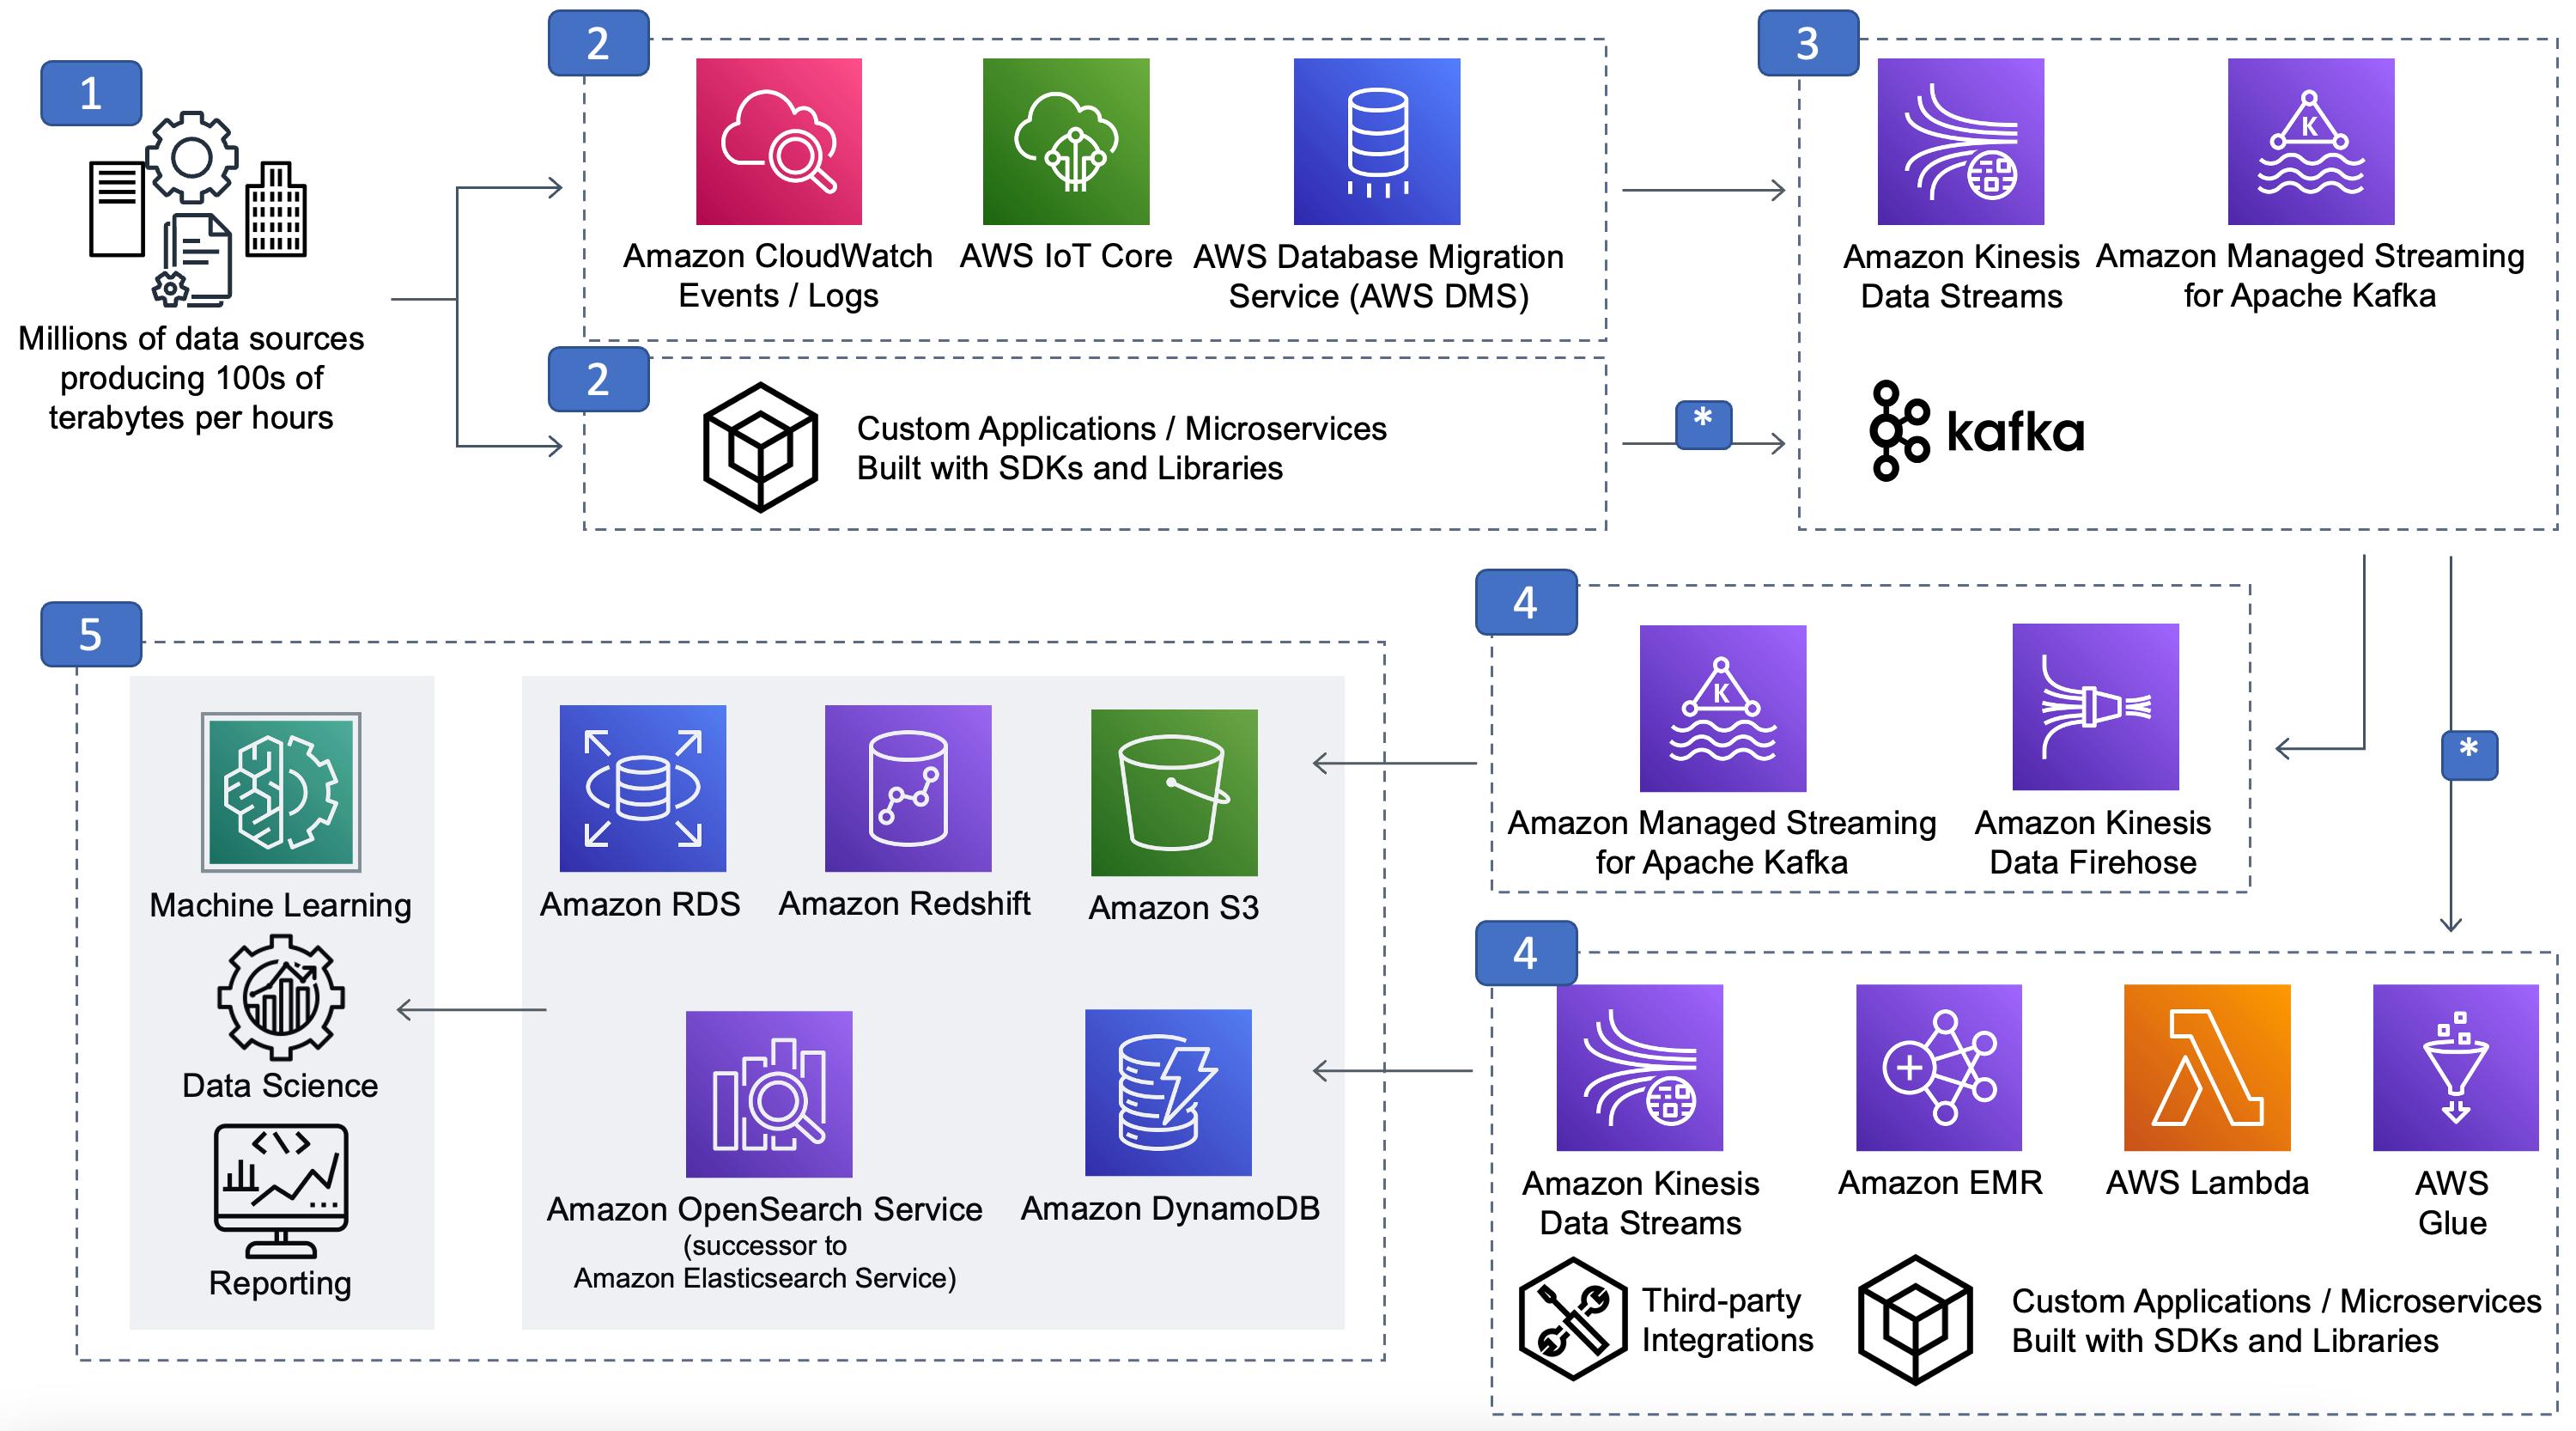 1
Millions of data sources
producing 100s of
terabytes per hours
2
Amazon CloudWatch
Events / Logs
AWS IoT Core
AWS Database Migration
Service (AWS DMS)
2
Custom Applications / Microservices
Built with SDKs and Libraries
*
3
Amazon Kinesis
Data Streams
K
Amazon Managed Streaming
for Apache Kafka
kafka
*
4
K
Amazon Managed Streaming
for Apache Kafka
Amazon Kinesis
Data Firehose
4
Amazon Kinesis
Data Streams
Amazon EMR
AWS Lambda
AWS
Glue
Third-party
Integrations
Custom Applications / Microservices
Built with SDKs and Libraries
5
Machine Learning
Data Science
Reporting
Amazon RDS
Amazon Redshift
Amazon S3
Amazon OpenSearch Service
(successor to
Amazon Elasticsearch Service)
Amazon DynamoDB